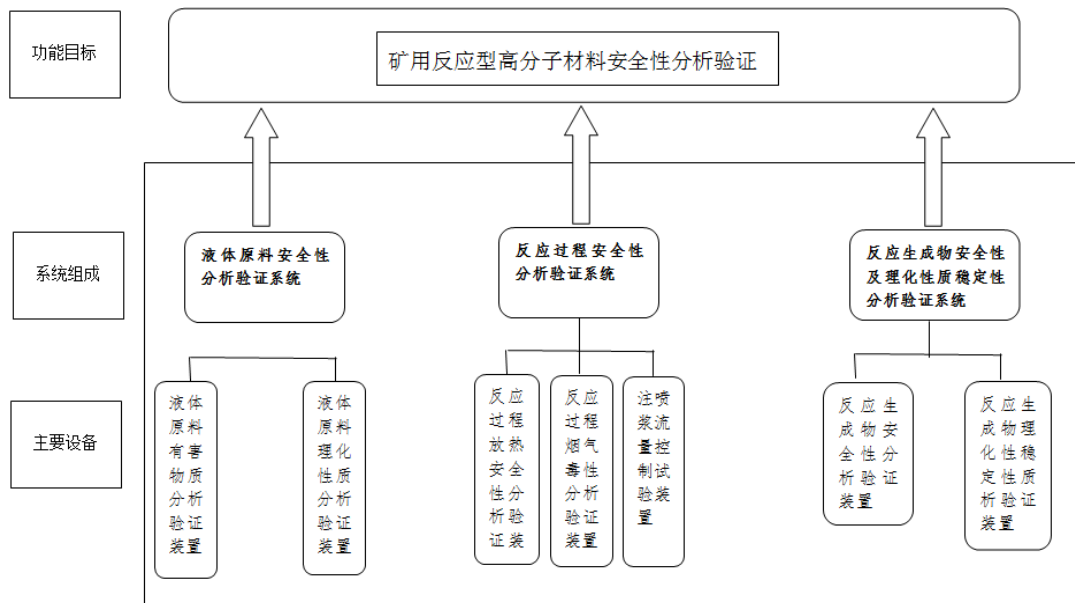 功能目标
矿用反应型高分子材料安全性分析验证
系统组成
液体原料安全性
分析验证系统
反应过程安全性
分析验证系统
反应生成物安全性
及理化性质稳定性
分析验证系统
主要设备
液体
原料
有害
物质
分析
验证
装置
液体
原料
理化
性质
分析
验证
装置
反应
过程
放热
安全
性分
析验
证装
反应
过程
烟气
毒性
分析
验证
装置
注喷
浆流
量控
制试
验装
置
反应生
成物安
全性分
析验证
装置
反应生
成物理
化性稳
定性质
析验证
装置